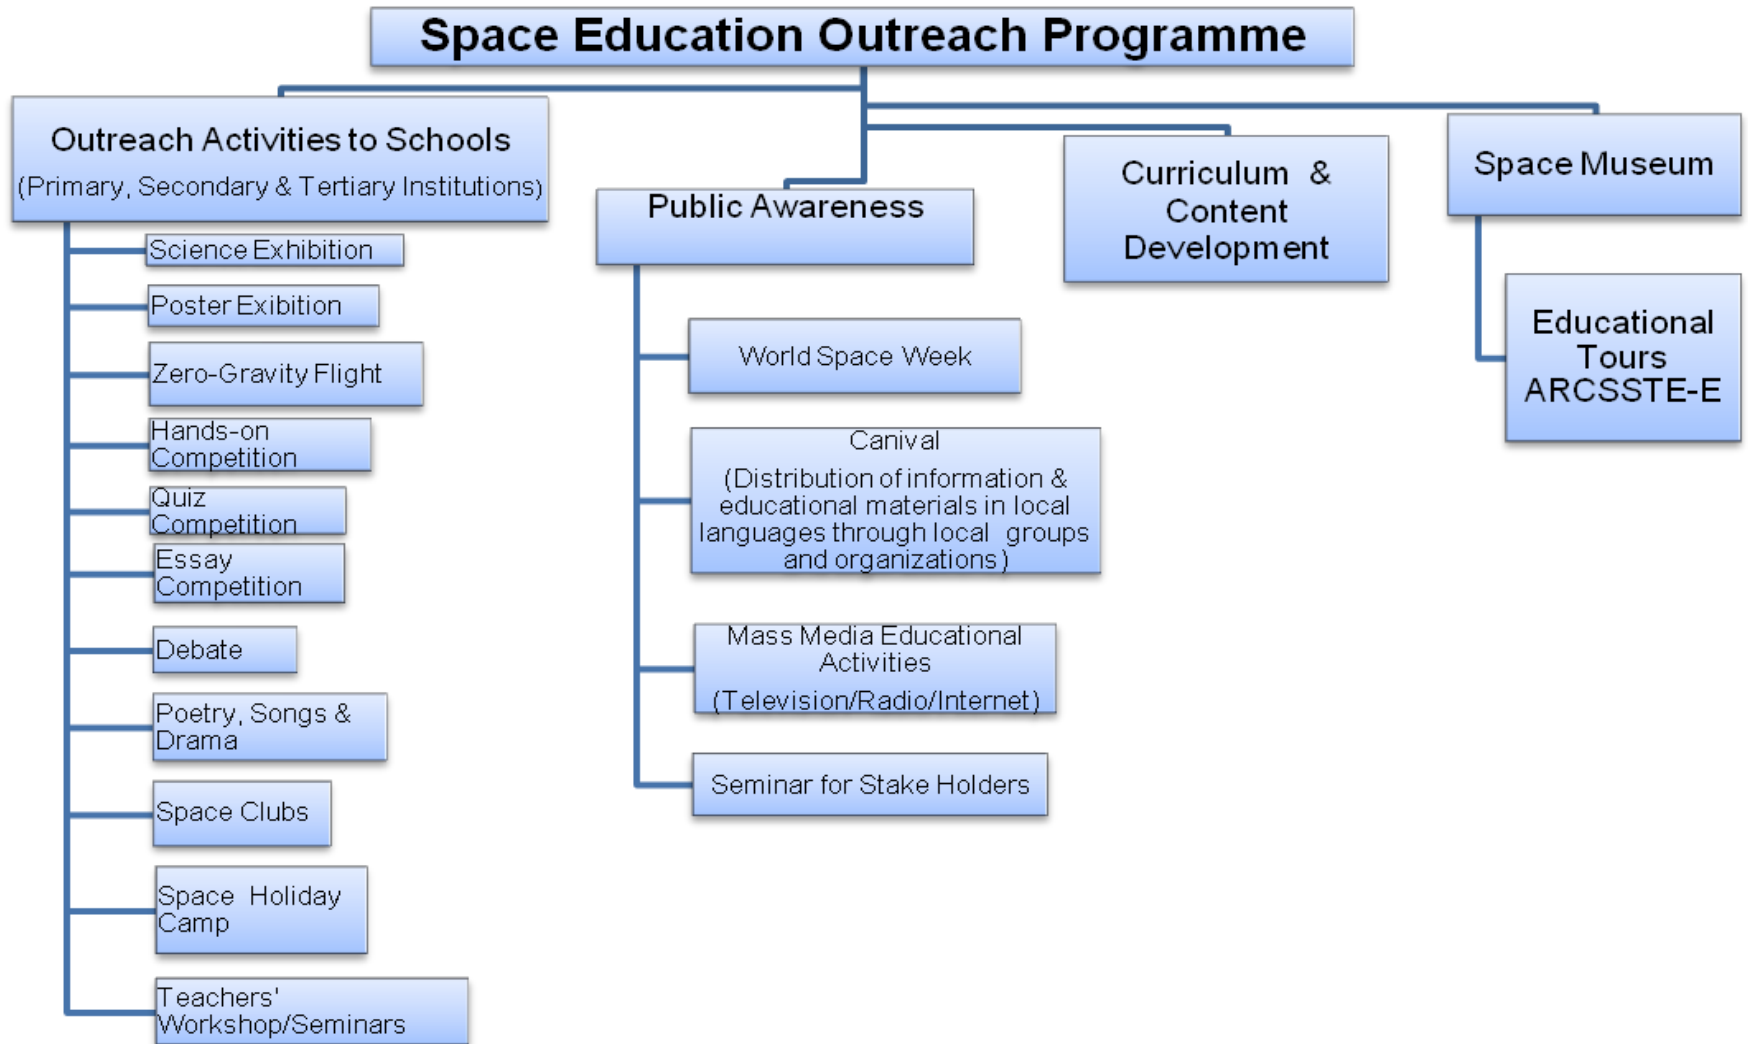 Space Education Outreach Programme
Outreach Activities to Schools
(Primary, Secondary & Tertiary Institutions)
Science Exhibition
Poster Exibition
Zero-Gravity Flight
Hands-on
Competition
Quiz
Competition
Essay
Competition
Debate
Poetry, Songs &
Drama
Space Clubs
Space Holiday
Camp
Teachers'
Workshop/Seminars
Public Awareness
World Space Week
Canival
(Distribution of information &
educational materials in local
languages through local groups
and organizations)
Mass Media Educational
Activities
(Television/Radio/Internet)
Seminar for Stake Holders
Curriculum &
Content
Development
Space Museum
Educational
Tours
ARCSSTE-E